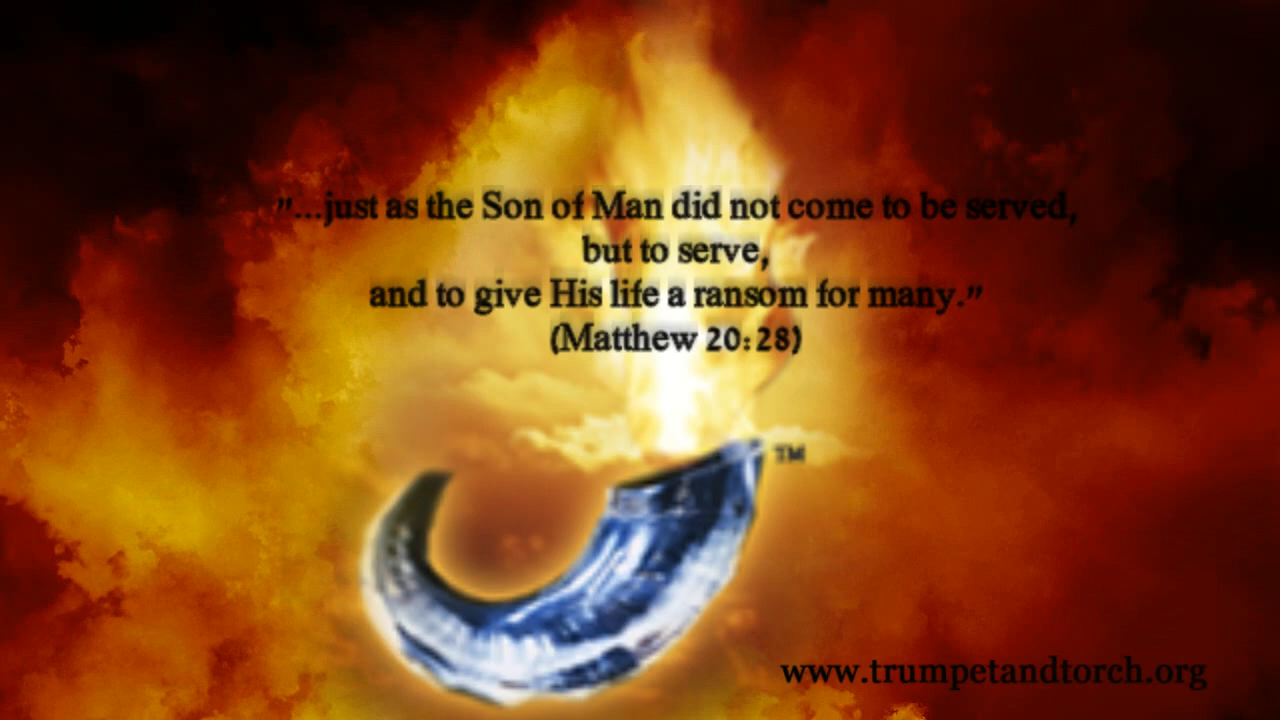 "...just as the Son of Man did not come to be served,
but to serve,
and to give His life a ransom for many."
(Matthew 20:28)
TM
www.trumpetandtorch.org